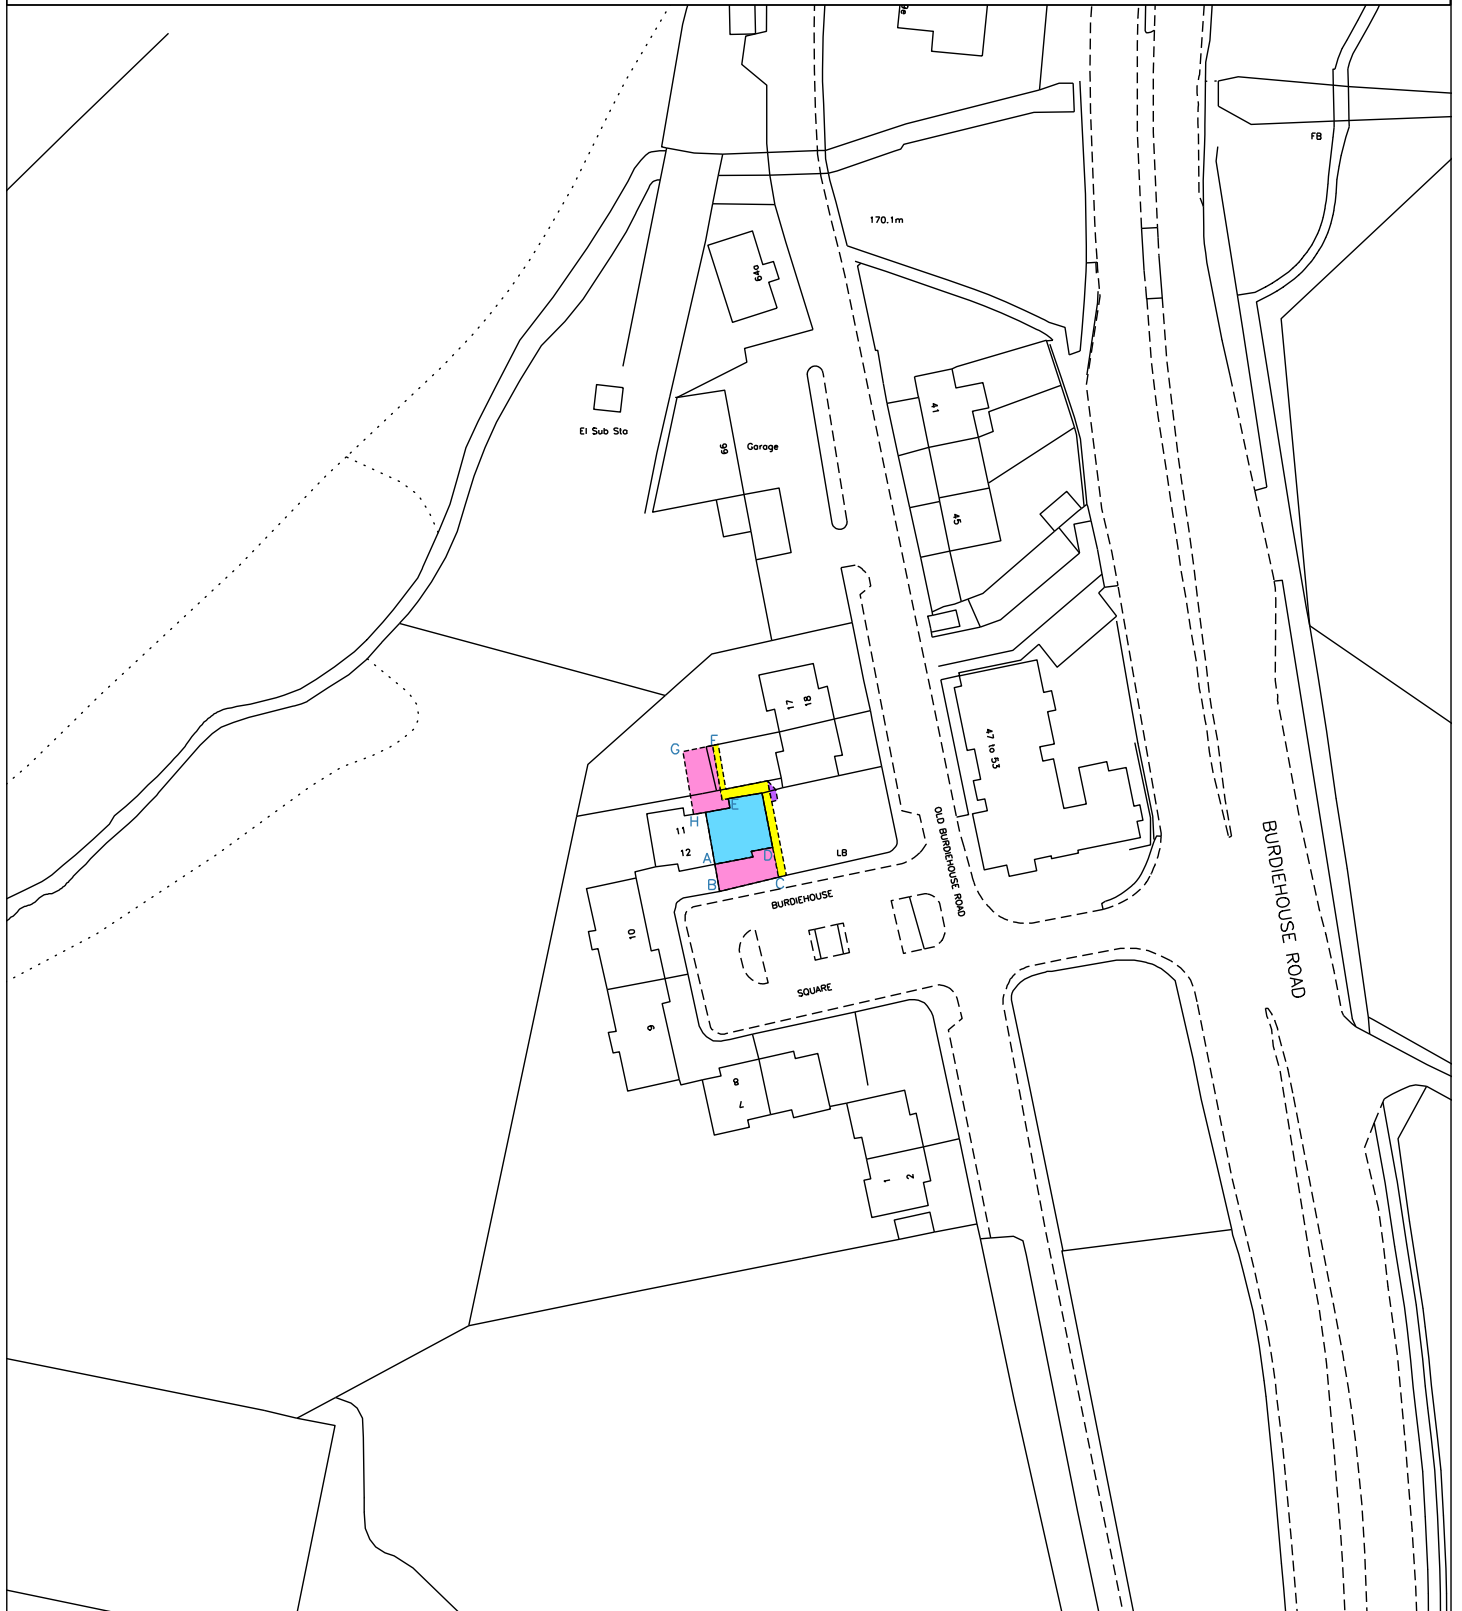 FB
170.1m
64a
El Sub Sta
66
Garage
41
45
17
18
47 to 53
G
F
E
H
11
12
A
D
B
C
LB
BURDIEHOUSE
SQUARE
OLD BURDIEHOUSE ROAD
BURDIEHOUSE ROAD
10
9
8
7
1
2